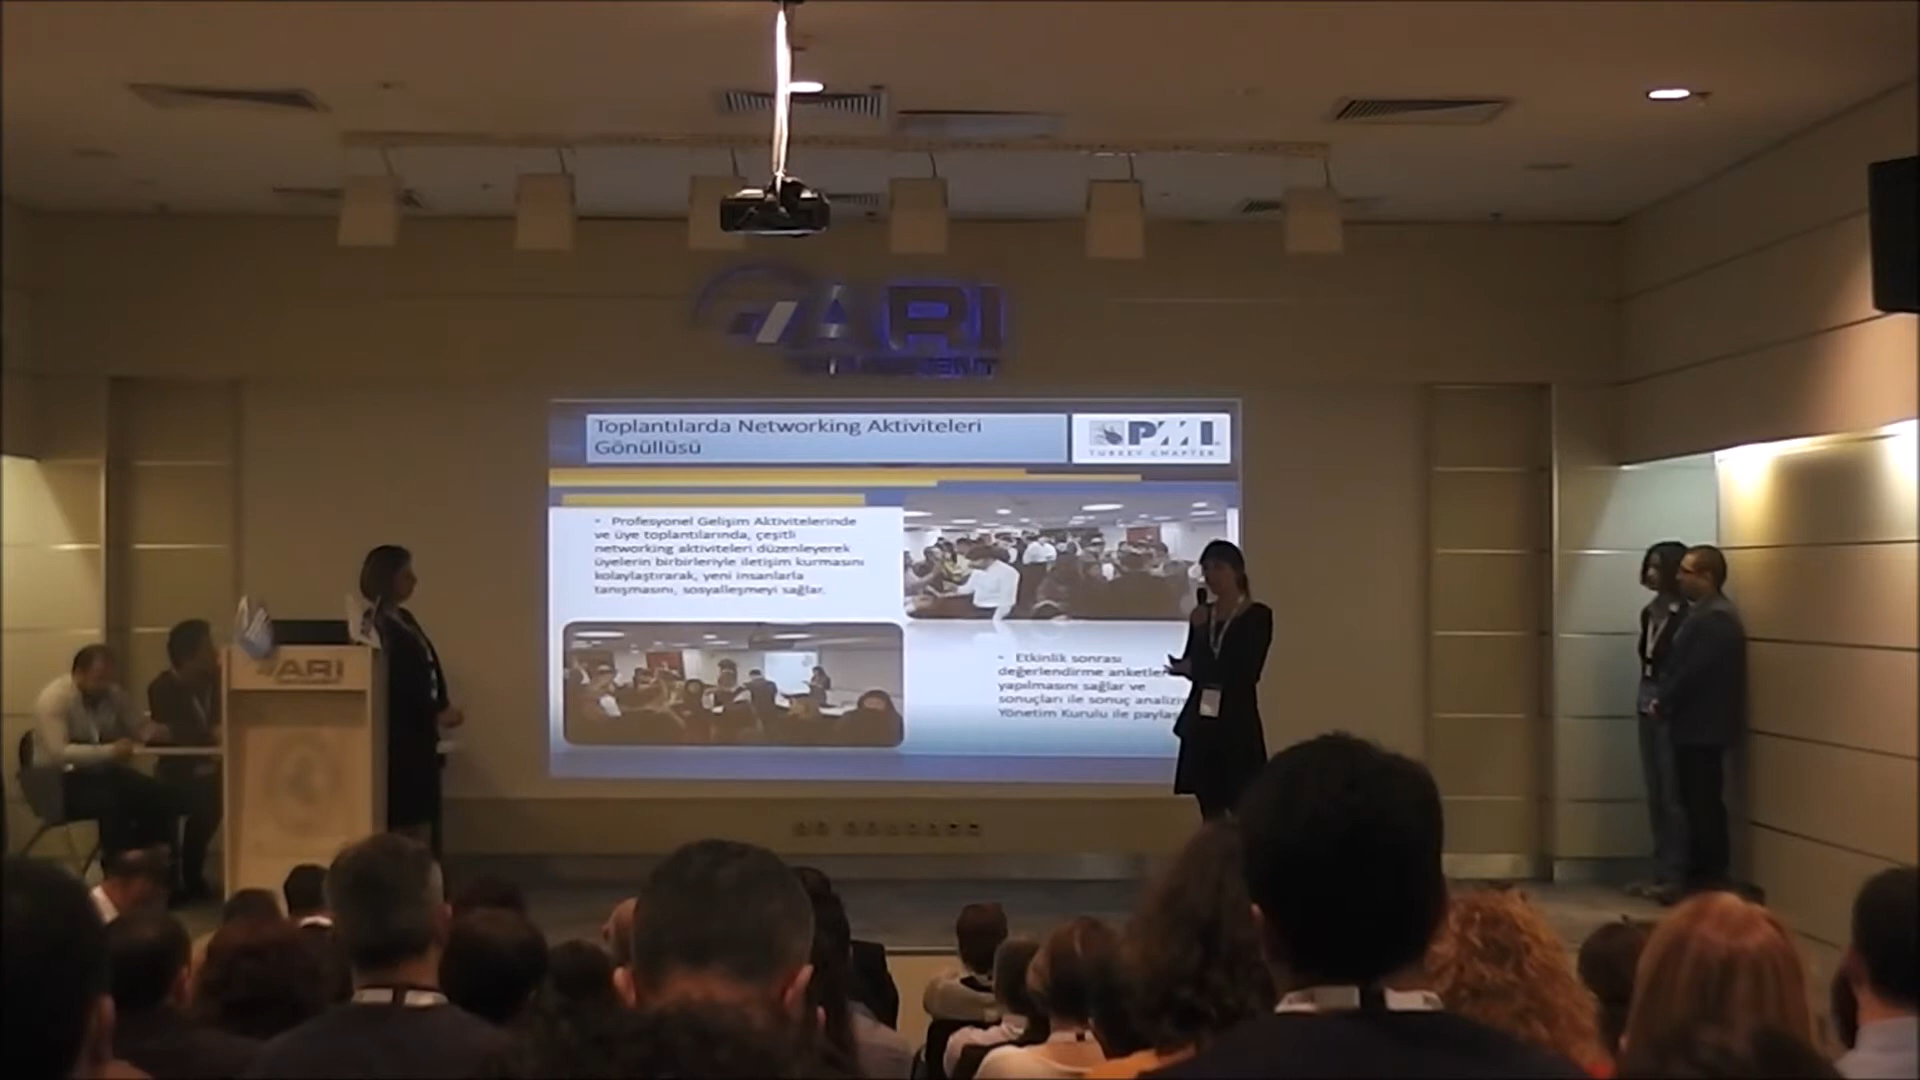 ARI
Toplantılarda Networking Aktiviteleri
Gönüllüsü
PMI
TURKEY CHAPTER
• Profesyonel Gelişim Aktivitelerinde
ve üye toplantılarında, çeşitli
networking aktiviteleri düzenleyerek
üyelerin birbirleriyle iletişim kurmasını
kolaylaştırarak, yeni insanlarla
tanışmasını, sosyalleşmeyi sağlar.
• Etkinlik sonrası
değerlendirme anketler
yapılmasını sağlar ve
sonuçları ile sonuç analizi
Yönetim Kurulu ile payla
ARI